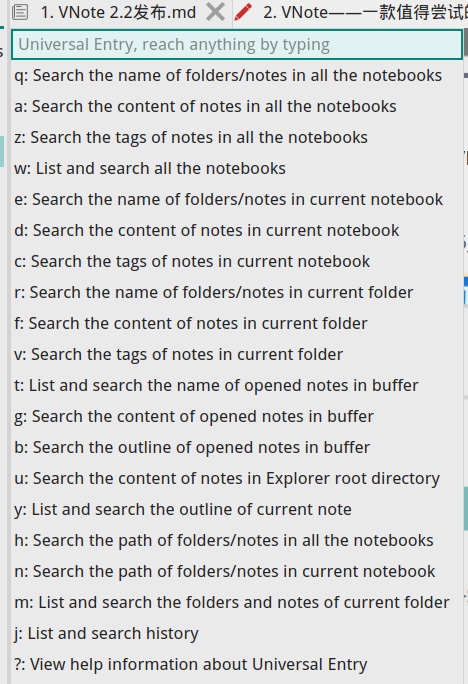 1. VNote 2.2发布.md 2. VNote——一款值得尝试
Universal Entry, reach anything by typing
q: Search the name of folders/notes in all the notebooks
a: Search the content of notes in all the notebooks
z: Search the tags of notes in all the notebooks
w: List and search all the notebooks
e: Search the name of folders/notes in current notebook
d: Search the content of notes in current notebook
c: Search the tags of notes in current notebook
r: Search the name of folders/notes in current folder
f: Search the content of notes in current folder
v: Search the tags of notes in current folder
t: List and search the name of opened notes in buffer
g: Search the content of opened notes in buffer
b: Search the outline of opened notes in buffer
u: Search the content of notes in Explorer root directory
y: List and search the outline of current note
h: Search the path of folders/notes in all the notebooks
n: Search the path of folders/notes in current notebook
m: List and search the folders and notes of current folder
j: List and search history
?: View help information about Universal Entry